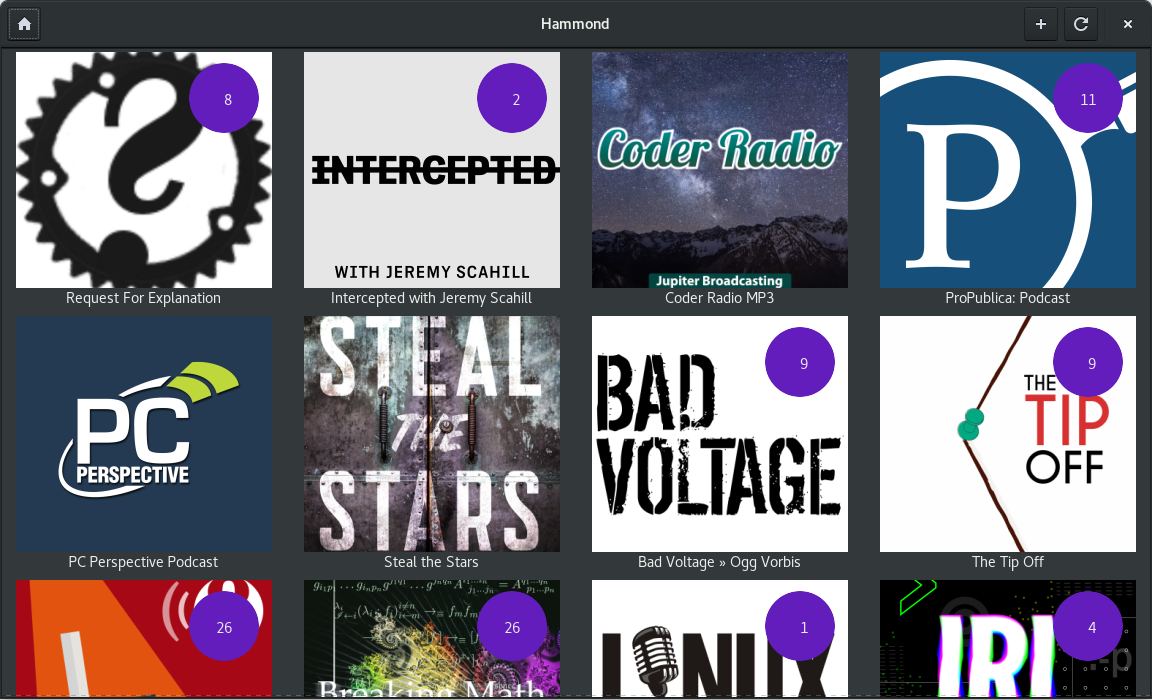 Hammond
8
2
11
INTERCEPTED
WITH JEREMY SCAHILL
Coder Radio
Jupiter Broadcasting
P
Request For Explanation
Intercepted with Jeremy Scahill
Coder Radio MP3
ProPublica: Podcast
PC
PERSPECTIVE
STEAL
THE
STARS
9
BAD
VOLTAGE
9
THE
TIP
OFF
PC Perspective Podcast
Steal the Stars
Bad Voltage » Ogg Vorbis
The Tip Off
26
26
Breaking Math
1
4
IRL